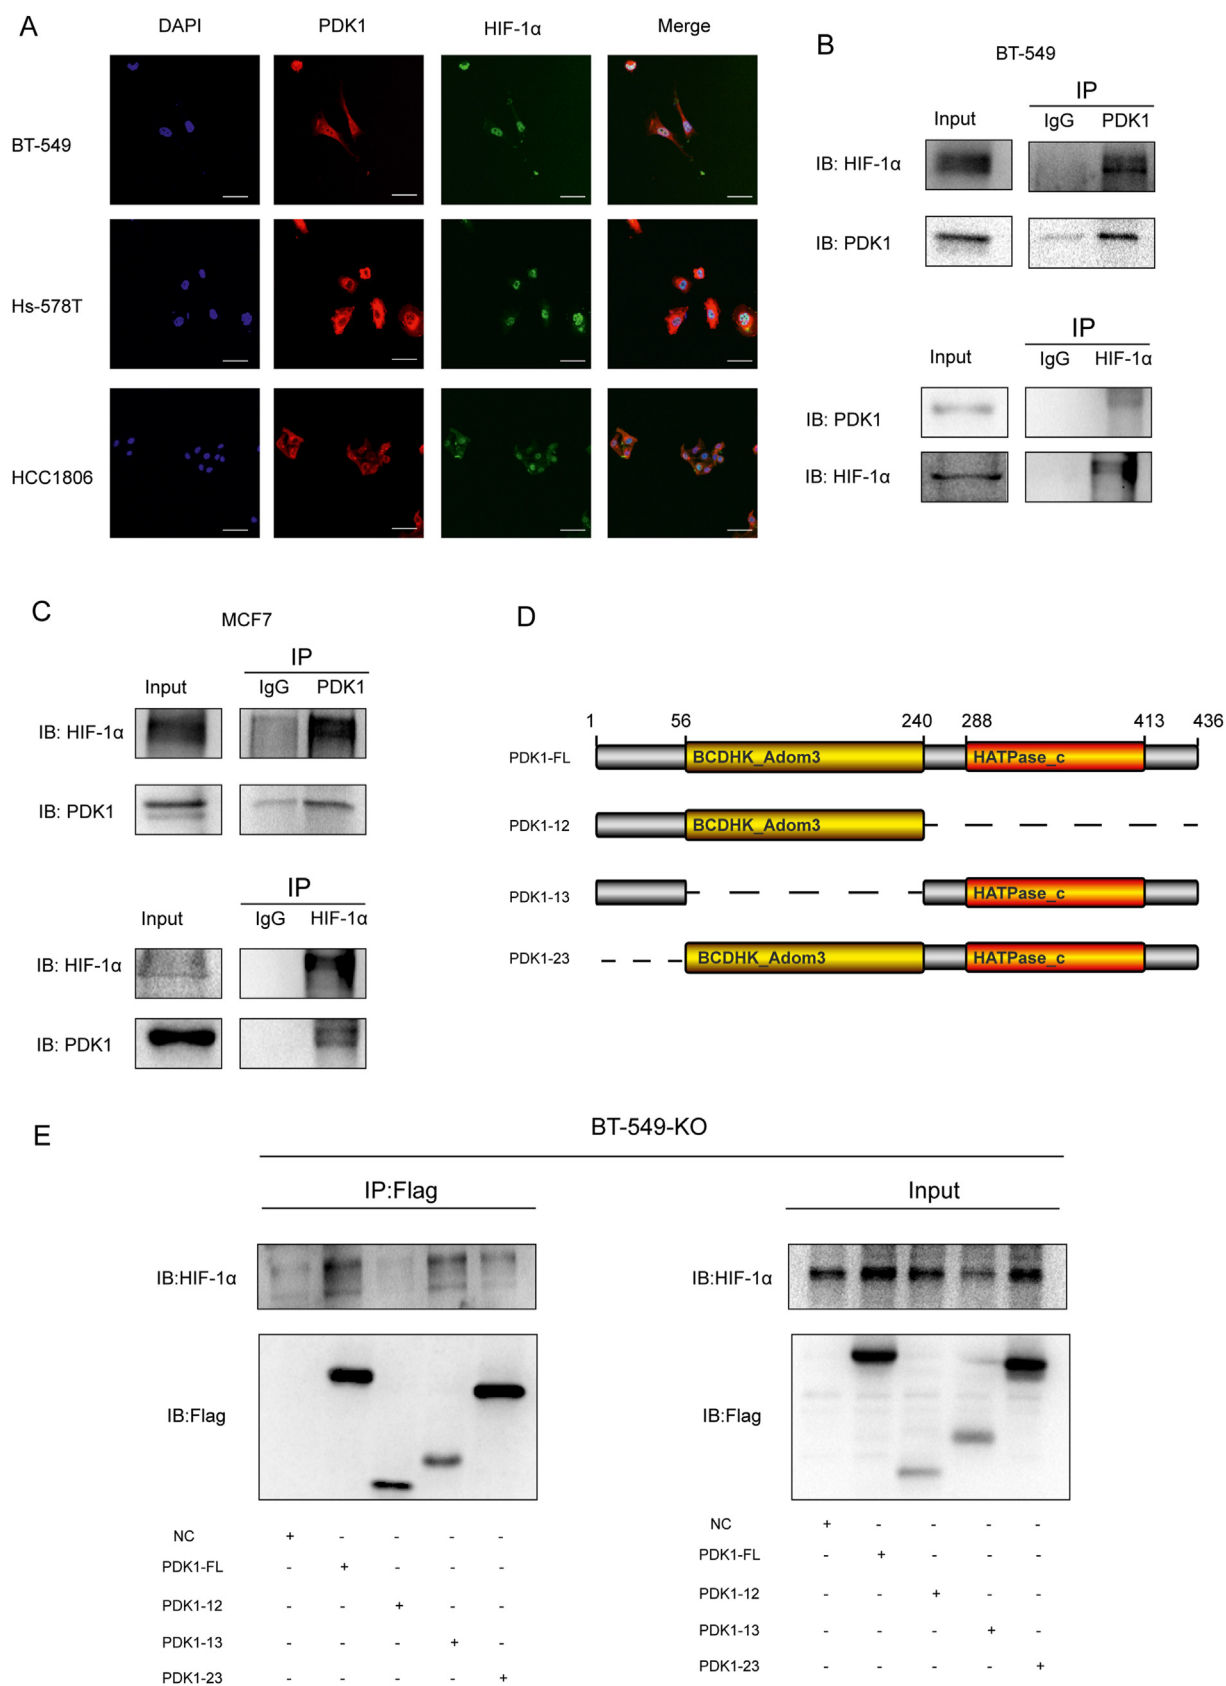 A
DAPI PDK1 HIF-1α Merge
BT-549
Hs-578T
HCC1806
B
BT-549
IP
Input IgG PDK1
IB: HIF-1α
IB: PDK1
IP
Input IgG HIF-1α
IB: PDK1
IB: HIF-1α
C
MCF7
IP
Input IgG PDK1
IB: HIF-1α
IB: PDK1
IP
Input IgG HIF-1α
IB: HIF-1α
IB: PDK1
D
1 56 240 288 413 436
PDK1-FL BCDHK_Adom3 HATPase_c
PDK1-12 BCDHK_Adom3
PDK1-13 HATPase_c
PDK1-23 BCDHK_Adom3 HATPase_c
E
BT-549-KO
IP:Flag Input
IB:HIF-1α IB:HIF-1α
IB:Flag IB:Flag
NC + - - - -
PDK1-FL - + - - -
PDK1-12 - - + - -
PDK1-13 - - - + -
PDK1-23 - - - - +
NC + - - - -
PDK1-FL - + - - -
PDK1-12 - - + - -
PDK1-13 - - - + -
PDK1-23 - - - - +